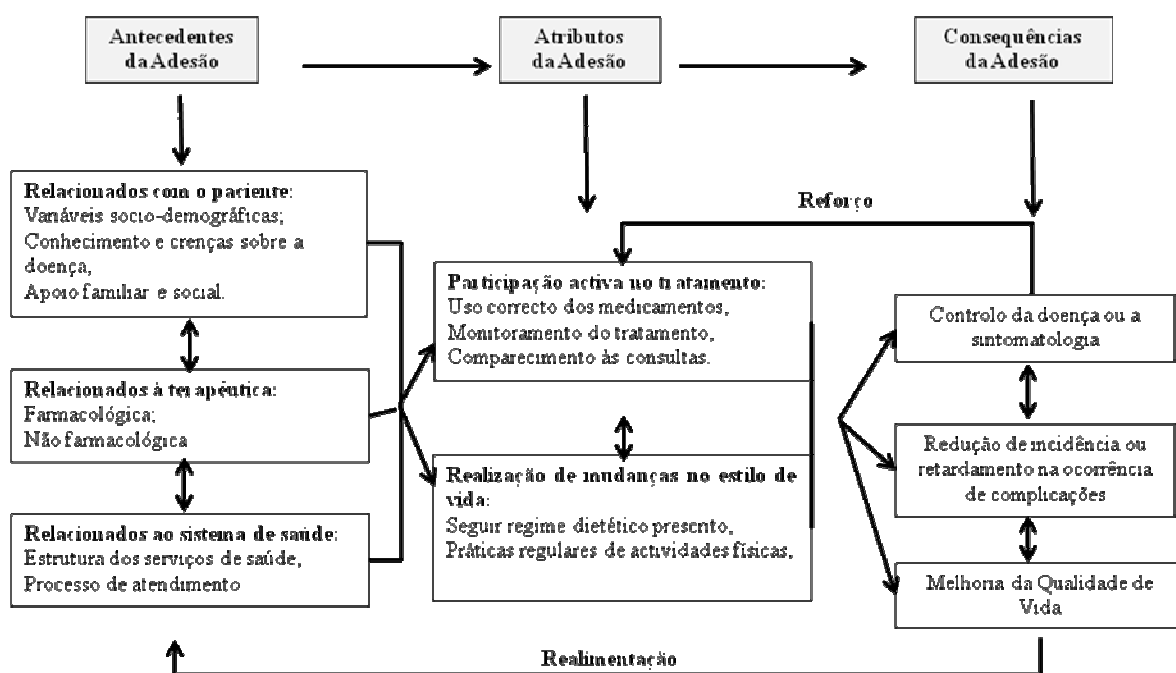 Antecedentes
da Adesão
Atributos
da Adesão
Consequências
da Adesão
Relacionados com o paciente:
Variáveis socio-demográficas;
Conhecimento e crenças sobre a
doença,
Apoio familiar e social.
Relacionados à terapêutica:
Farmacológica;
Não farmacológica
Relacionados ao sistema de saúde:
Estrutura dos serviços de saúde,
Processo de atendimento
Reforço
Participação activa no tratamento:
Uso correcto dos medicamentos,
Monitoramento do tratamento,
Comparecimento às consultas.
Realização de mudanças no estilo de
vida:
Seguir regime dietético presento,
Práticas regulares de actividades físicas,
Controlo da doença ou a
sintomatologia
Redução de incidência ou
retardamento na ocorrência
de complicações
Melhoria da Qualidade de
Vida
Realimentação